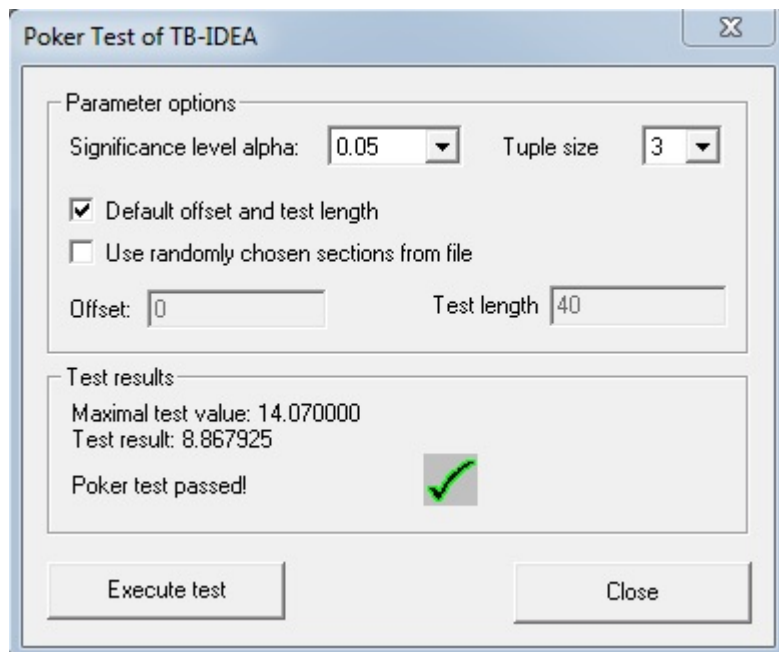 Poker Test of TB-IDEA
Parameter options
Significance level alpha: 0.05 Tuple size 3
Default offset and test length
Use randomly chosen sections from file
Offset: 0 Test length 40
Test results
Maximal test value: 14.070000
Test result: 8.867925
Poker test passed!
Execute test Close